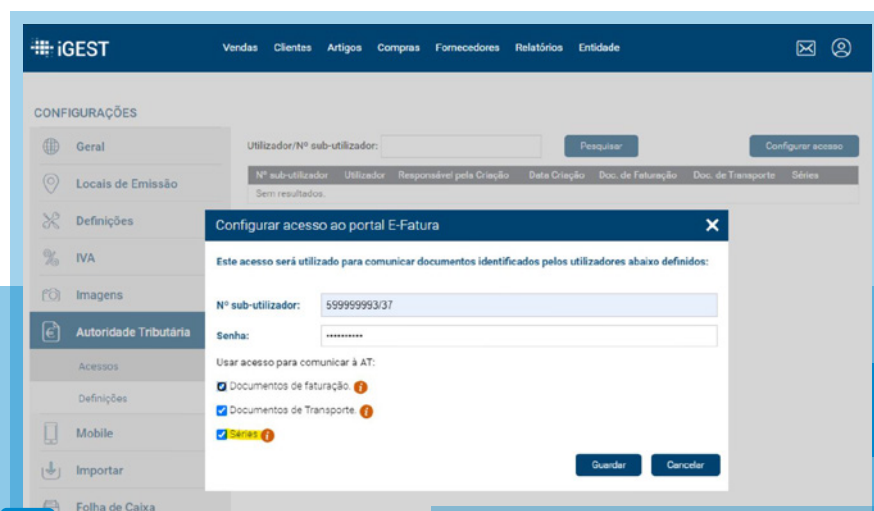 iGEST
Vendas Clientes Artigos Compras Fornecedores Relatórios Entidade
CONFIGURAÇÕES
Geral
Locais de Emissão
Definições
IVA
Imagens
Autoridade Tributária
Acessos
Definições
Mobile
Importar
Folha de Caixa
Utilizador/Nº sub-utilizador: Pesquisar Configurar acesso
Nº sub-utilizador Utilizador Responsável pela Criação Data Criação Doc. de Faturação Doc. de Transporte Séries
Sem resultados.
Configurar acesso ao portal E-Fatura
Este acesso será utilizado para comunicar documentos identificados pelos utilizadores abaixo definidos:
Nº sub-utilizador: 599999993/37
Senha: ••••••••••
Usar acesso para comunicar à AT:
Documentos de faturação.
Documentos de Transporte.
Séries
Guardar Cancelar